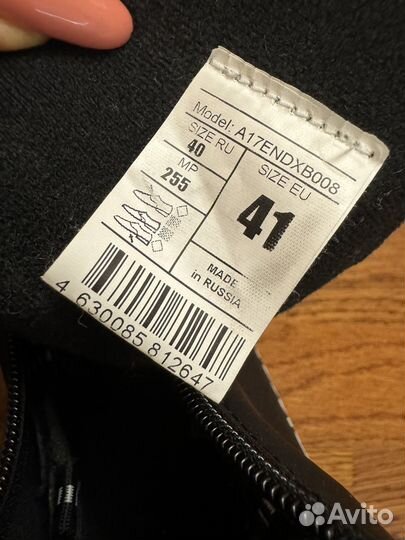 Model: A17ENDXB008
SIZE RU
40
MP
255
SIZE EU
41
MADE
in RUSSIA
4 630085 812647
Avito